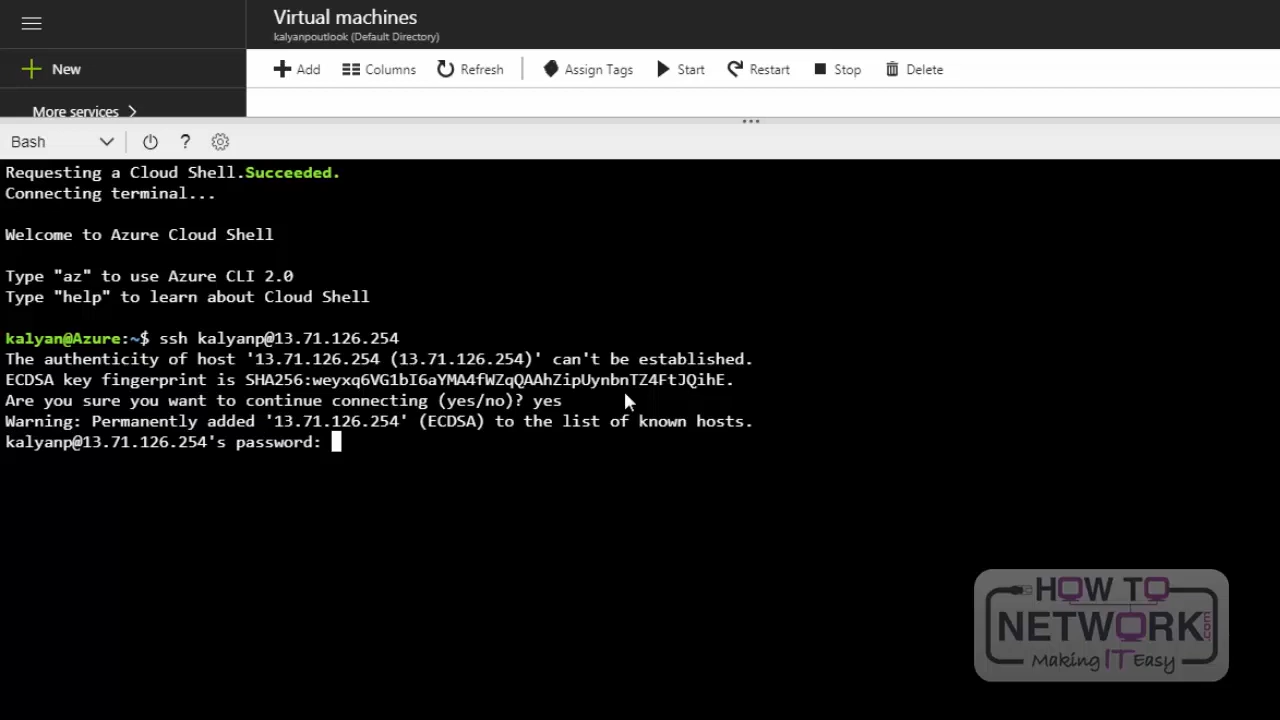 Virtual machines
kalyanpoutlook (Default Directory)
New
Add
Columns
Refresh
Assign Tags
Start
Restart
Stop
Delete
More services
Bash
?
Requesting a Cloud Shell.Succeeded.
Connecting terminal...
Welcome to Azure Cloud Shell
Type "az" to use Azure CLI 2.0
Type "help" to learn about Cloud Shell
kalyan@Azure:~$ ssh kalyanp@13.71.126.254
The authenticity of host '13.71.126.254 (13.71.126.254)' can't be established.
ECDSA key fingerprint is SHA256:weyxq6VG1bI6aYMA4fWZqQAAhZipUynbnTZ4FtJQihE.
Are you sure you want to continue connecting (yes/no)? yes
Warning: Permanently added '13.71.126.254' (ECDSA) to the list of known hosts.
kalyanp@13.71.126.254's password:
HOW TO
NETWORK.com
Making IT Easy